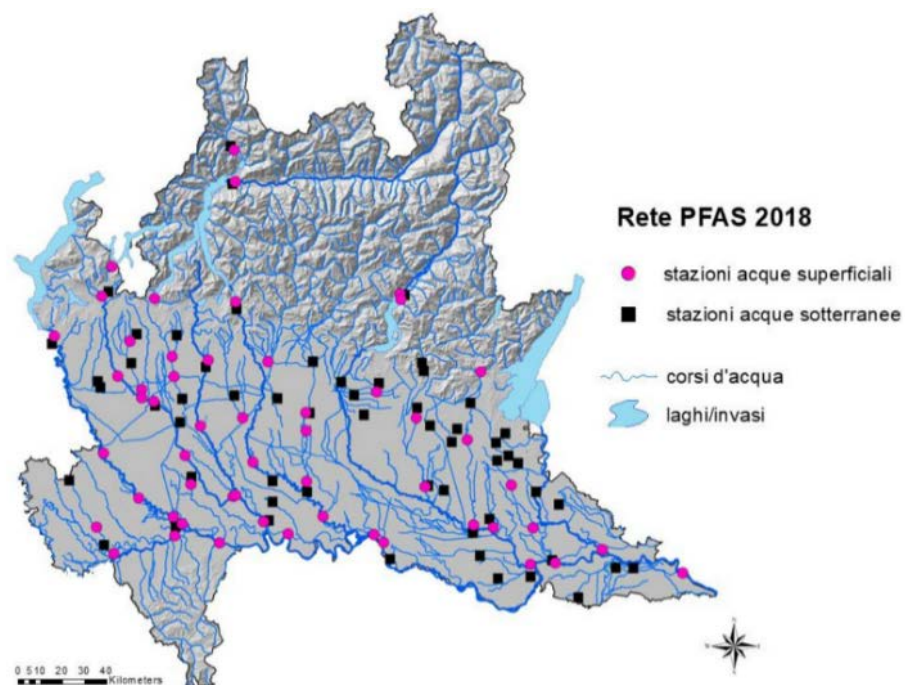 Rete PFAS 2018
stazioni acque superficiali
stazioni acque sotterranee
corsi d'acqua
laghi/invasi
N
W E
S
0 5 10 20 30 40
Kilometers